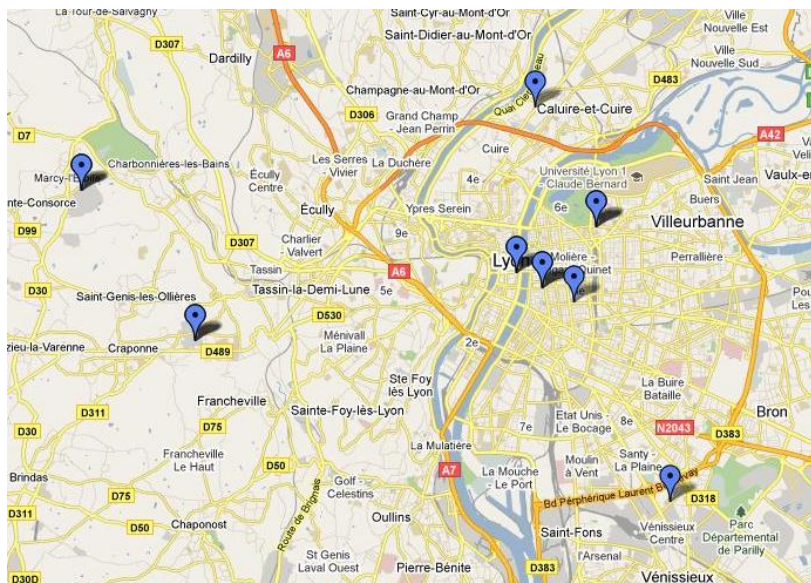 La Tour-de-Salvagny
Saint-Cyr-au-Mont-d'Or
Saint-Didier-au-Mont-d'Or
Ville
Nouvelle Est
D307
A6
Dardilly
Ville
Nouvelle Sud
D483
Champagne-au-Mont-d'Or
Caluire-et-Cuire
D306
Grand Champ
- Jean Perrin
D7
A42
Charbonnières-les-Bains
Les Serres
- Vivier
La Duchère
Cuire
Écully
Centre
4e
Université Lyon 1
- Claude Bernard
Saint Jean
Buers
Écully
Ypres Serein
6e
Villeurbanne
D99
D307
Charlier -
Valvert
9e
Perrallière
Tassin
A6
D30
Saint-Genis-les-Ollières
Tassin-la-Demi-Lune
5e
D530
Ménivall
La Plaine
2e
Craponne
D489
Ste Foy
lès Lyon
La Buire
Bataille
Francheville
Sainte-Foy-lès-Lyon
D311
D75
Etat Unis -
Le Bocage
Bron
D30
7e
8e
N2043
D383
La Mulatière
Francheville
Le Haut
D50
Moulin
à Vent
Santy -
La Plaine
A7
La Mouche
- Le Port
Brindas
Golf -
Celestins
D75
Route de Brignais
D318
D311
D50
Chaponost
Oullins
Saint-Fons
Vénissieux
Centre
Parc
Départemental
de Parilly
St Genis
Laval Ouest
l'Arsenal
D30
Pierre-Bénite
D383
Vénissieux